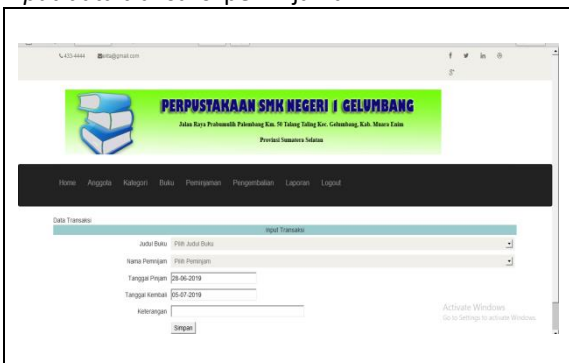 433-4444
PERPUSTAKAAN SMK NEGERI 1 GELUMBANG
Jalan Raya Prabumulih Palembang Km. 50 Talang Taling Kec. Gelumbang, Kab. Muara Enim
Provinsi Sumatera Selatan
Home Anggota Kategori Buku Peminjaman Pengembalian Laporan Logout
Data Transaksi
Input Transaksi
Judul Buku Pilih Judul Buku
Nama Peminjam Pilih Peminjam
Tanggal Pinjam 28-06-2019
Tanggal Kembali 05-07-2019
Keterangan
Simpan
Activate Windows
Go to Settings to activate Windows.